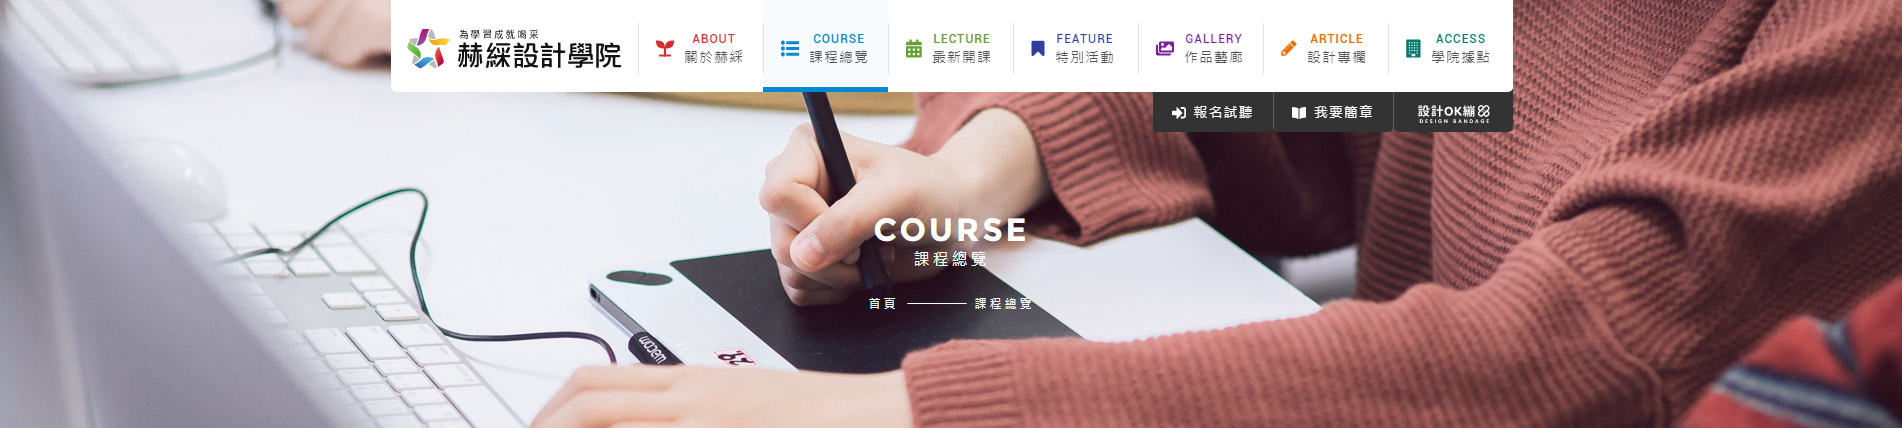 為學習成就喝采
赫綵設計學院
ABOUT
關於赫綵
COURSE
課程總覽
LECTURE
最新開課
FEATURE
特別活動
GALLERY
作品藝廊
ARTICLE
設計專欄
ACCESS
學院據點
報名試聽
我要簡章
設計OK繃
DESIGN BANDAGE
COURSE
課程總覽
首頁 課程總覽
wacom